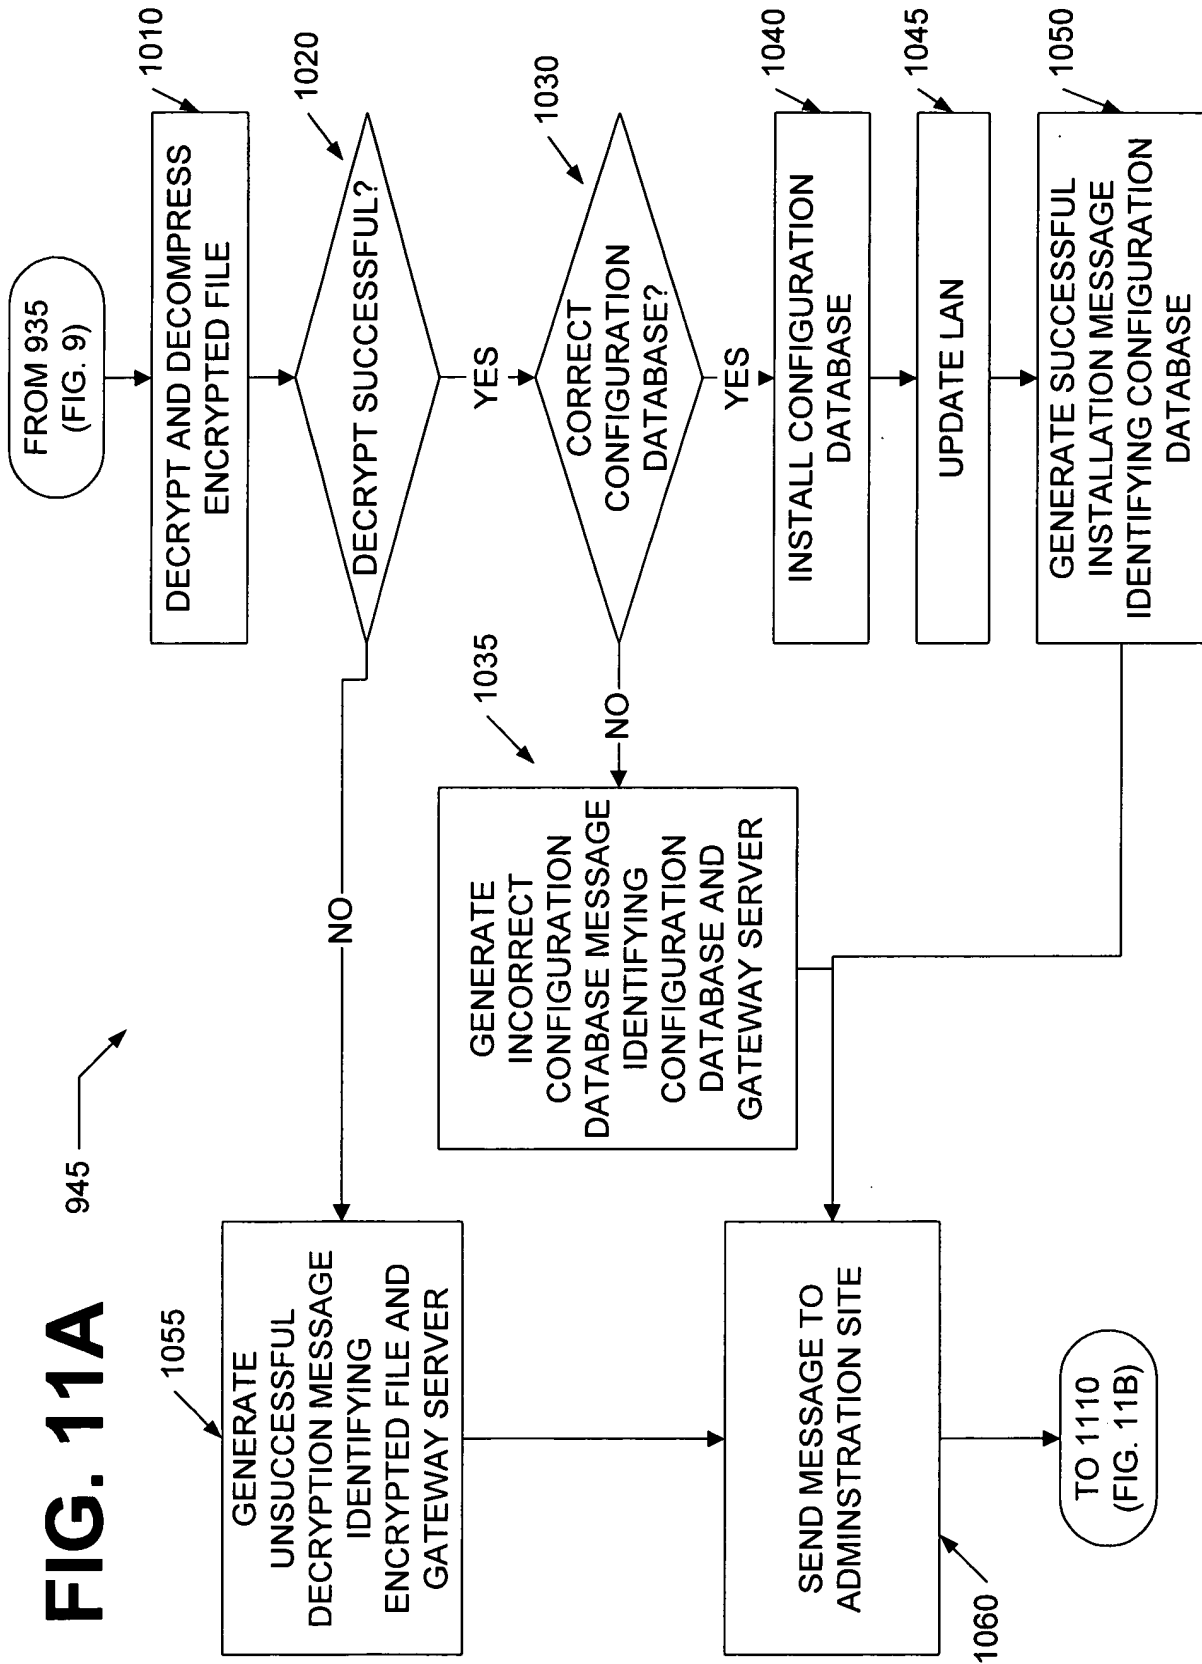 FIG. 11A
945
FROM 935
(FIG. 9)
1010
DECRYPT AND DECOMPRESS
ENCRYPTED FILE
1020
DECRYPT SUCCESSFUL?
YES
NO
1030
CORRECT
CONFIGURATION
DATABASE?
YES
NO
1035
GENERATE
INCORRECT
CONFIGURATION
DATABASE MESSAGE
IDENTIFYING
CONFIGURATION
DATABASE AND
GATEWAY SERVER
1040
INSTALL CONFIGURATION
DATABASE
1045
UPDATE LAN
1050
GENERATE SUCCESSFUL
INSTALLATION MESSAGE
IDENTIFYING CONFIGURATION
DATABASE
1055
GENERATE
UNSUCCESSFUL
DECRYPTION MESSAGE
IDENTIFYING
ENCRYPTED FILE AND
GATEWAY SERVER
SEND MESSAGE TO
ADMINSTRATION SITE
1060
TO 1110
(FIG. 11B)